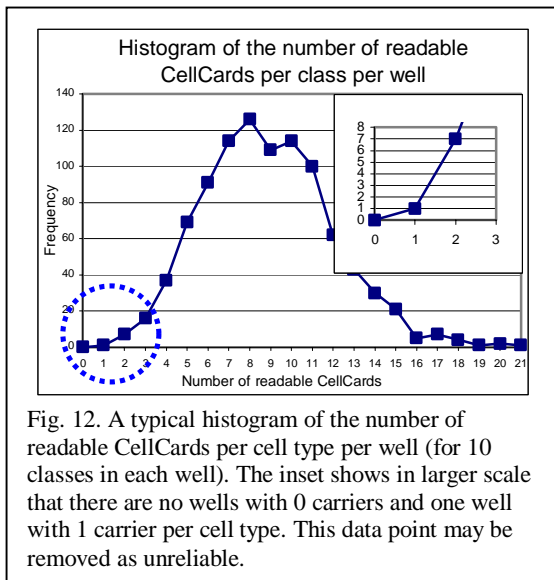 Histogram of the number of readable
CellCards per class per well
140
120
100
80
60
40
20
0
Frequency
0 1 2 3 4 5 6 7 8 9 10 11 12 13 14 15 16 17 18 19 20 21
Number of readable CellCards
8
7
6
5
4
3
2
1
0
0 1 2 3
Fig. 12. A typical histogram of the number of
readable CellCards per cell type per well (for 10
classes in each well). The inset shows in larger scale
that there are no wells with 0 carriers and one well
with 1 carrier per cell type. This data point may be
removed as unreliable.